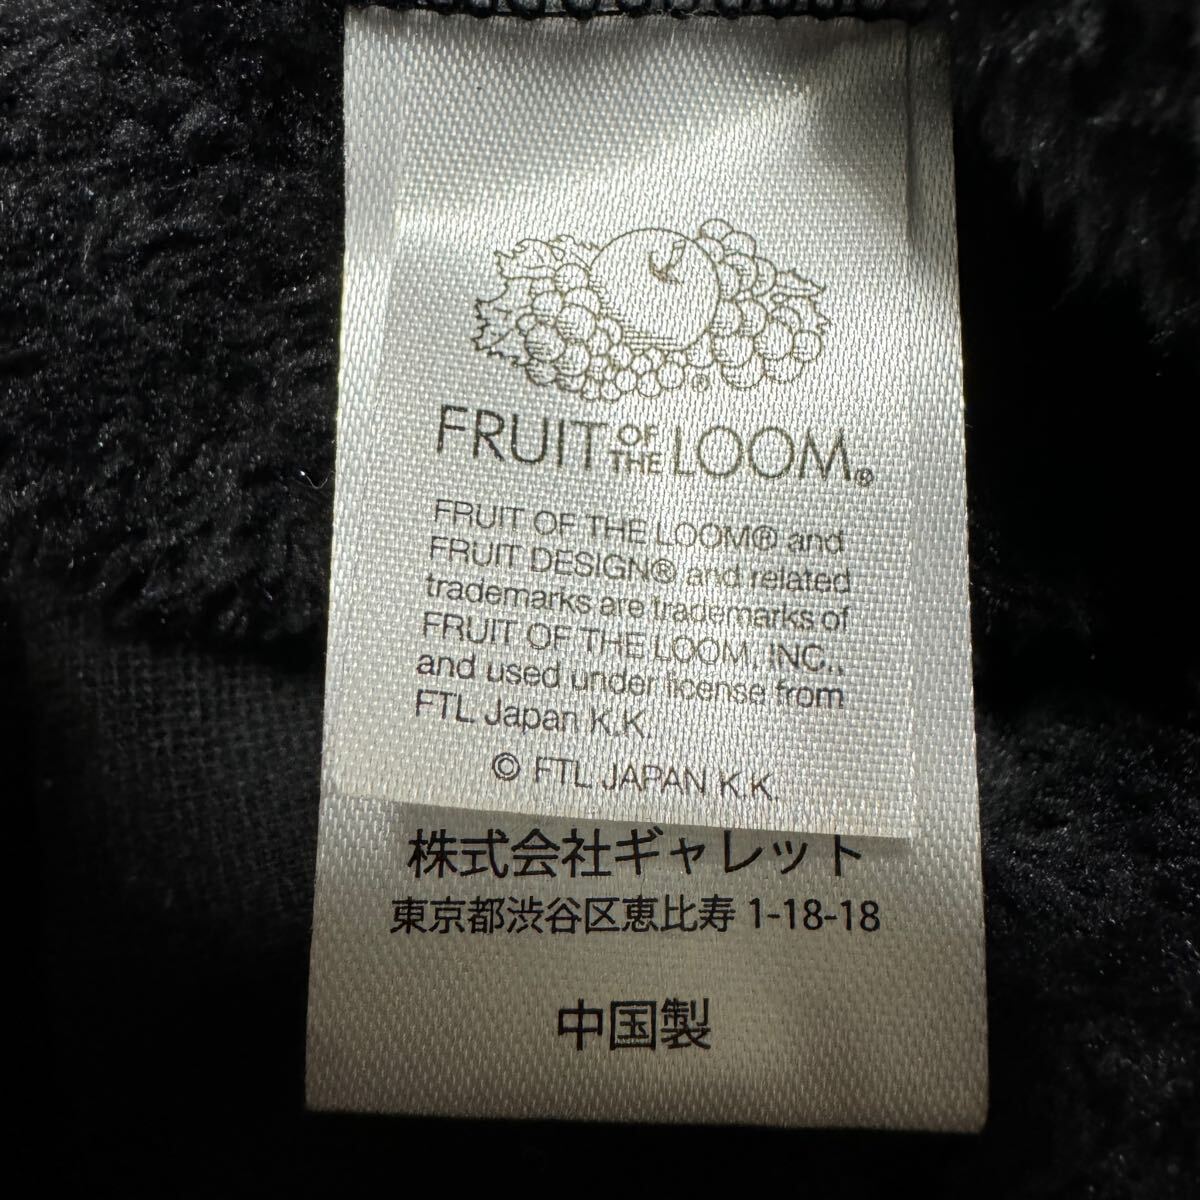 ®
FRUIT OF THE LOOM®
FRUIT OF THE LOOM® and
FRUIT DESIGN® and related
trademarks are trademarks of
FRUIT OF THE LOOM, INC.,
and used under license from
FTL Japan K.K.
© FTL JAPAN K.K.
株式会社ギャレット
東京都渋谷区恵比寿 1-18-18
中国製